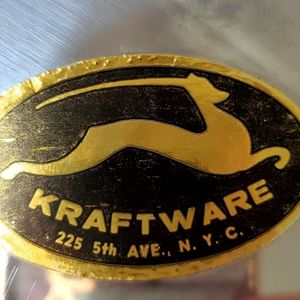 KRAFTWARE
225 5th AVE., N. Y. C.